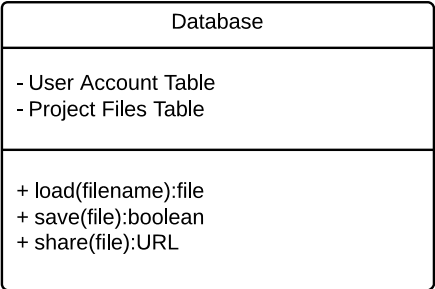 Database
- User Account Table
- Project Files Table
+ load(filename):file
+ save(file):boolean
+ share(file):URL